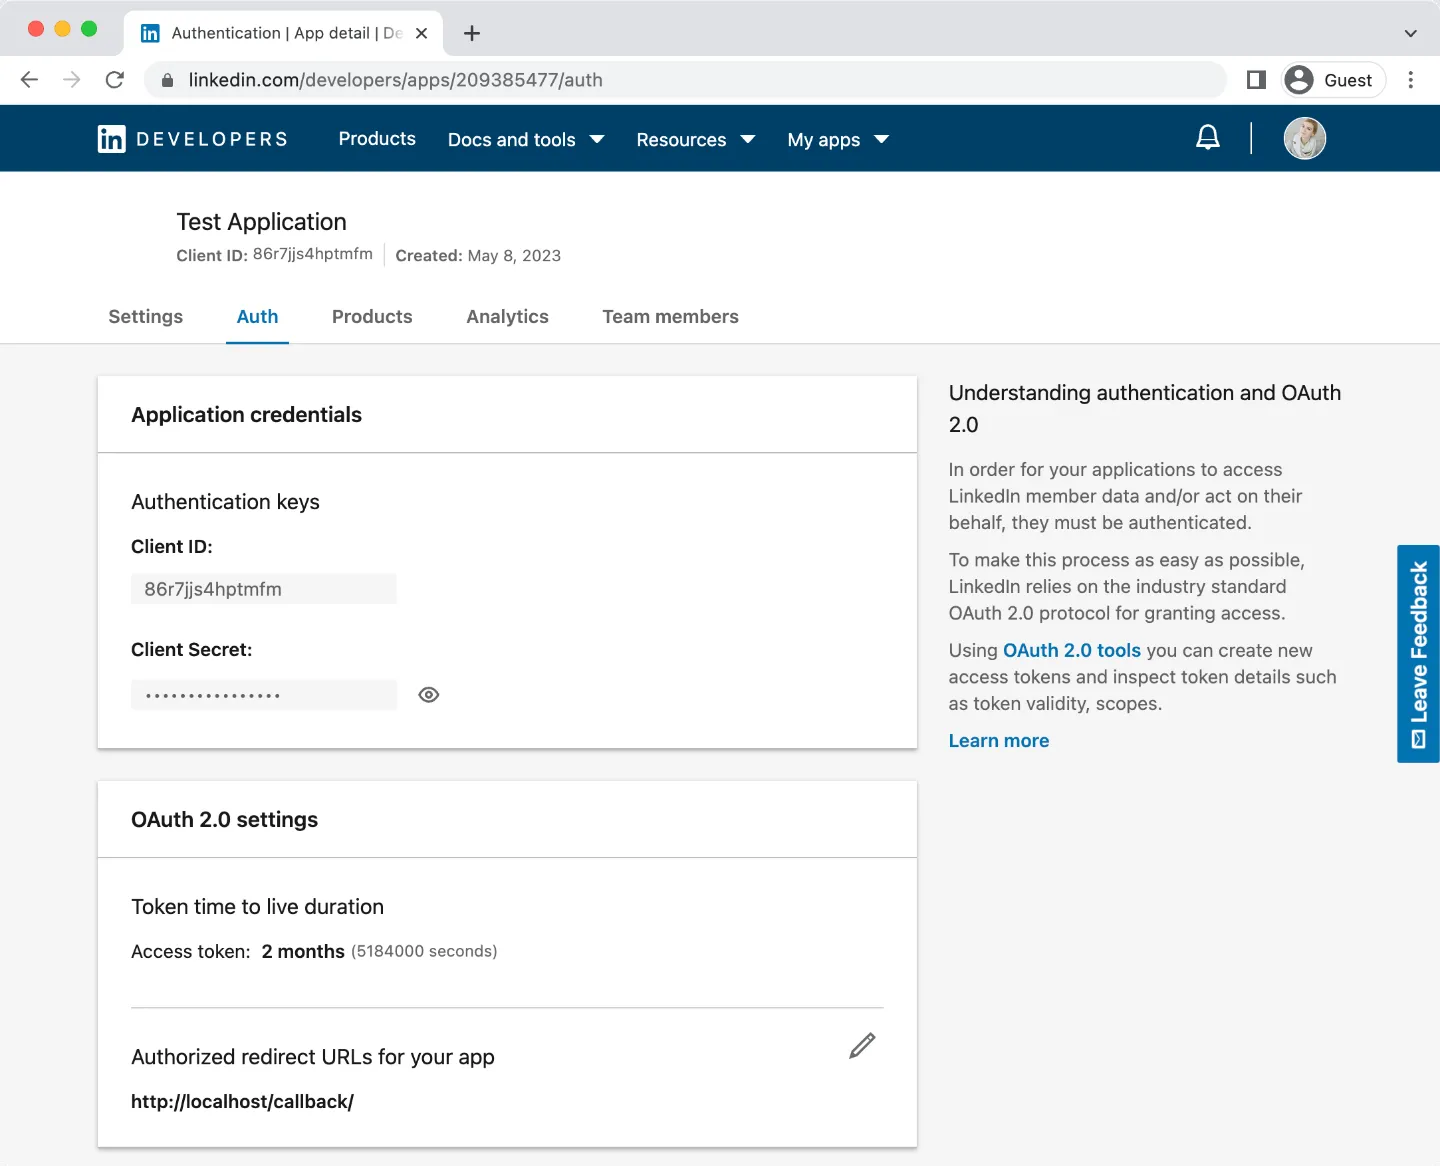 Authentication | App detail | De
linkedin.com/developers/apps/209385477/auth
Guest
in DEVELOPERS
Products
Docs and tools
Resources
My apps
Test Application
Client ID: 86r7jjs4hptmfm
Created: May 8, 2023
Settings
Auth
Products
Analytics
Team members
Application credentials
Authentication keys
Client ID:
86r7jjs4hptmfm
Client Secret:
••••••••••••••••
OAuth 2.0 settings
Token time to live duration
Access token: 2 months (5184000 seconds)
Authorized redirect URLs for your app
http://localhost/callback/
Understanding authentication and OAuth
2.0
In order for your applications to access
LinkedIn member data and/or act on their
behalf, they must be authenticated.
To make this process as easy as possible,
LinkedIn relies on the industry standard
OAuth 2.0 protocol for granting access.
Using OAuth 2.0 tools you can create new
access tokens and inspect token details such
as token validity, scopes.
Learn more
Leave Feedback